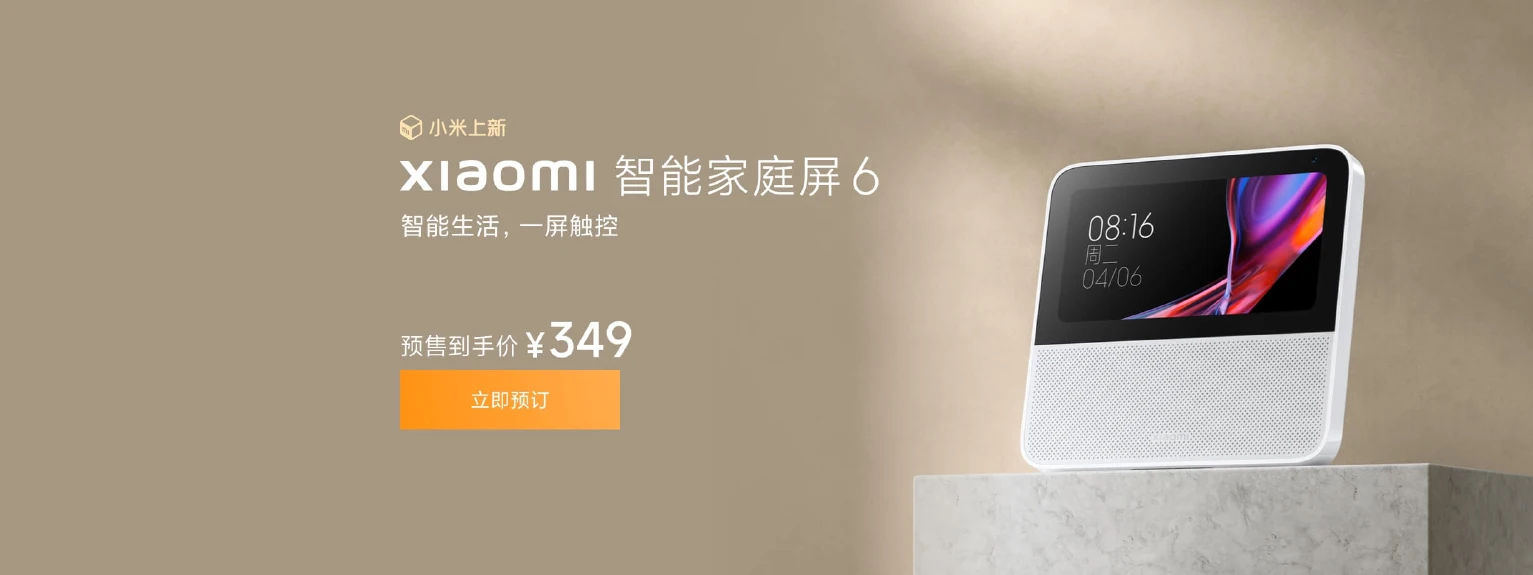 小米上新
xiaomi 智能家庭屏 6
智能生活，一屏触控
预售到手价 ¥349
立即预订
08:16
周二
04/06